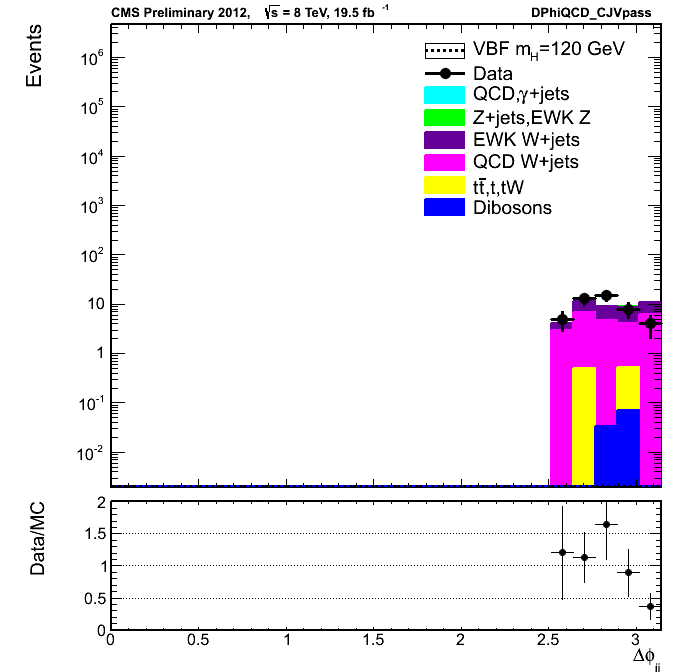 CMS Preliminary 2012, √s = 8 TeV, 19.5 fb⁻¹ DPhiQCD_CJVpass
Events
10⁶
10⁵
10⁴
10³
10²
10
1
10⁻¹
10⁻²
VBF m_H=120 GeV
Data
QCD,γ+jets
Z+jets,EWK Z
EWK W+jets
QCD W+jets
tt̄,t,tW
Dibosons
Data/MC
2
1.5
1
0.5
0
0 0.5 1 1.5 2 2.5 3
Δϕ_jj